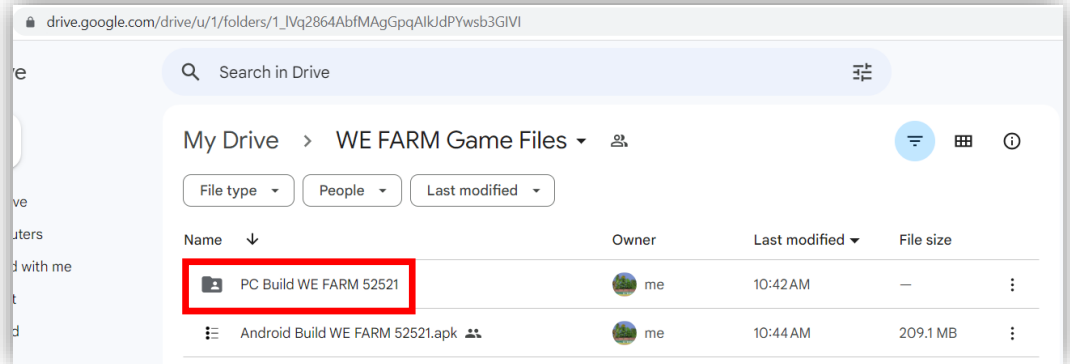 drive.google.com/drive/u/1/folders/1_lVq2864AbfMAgGpqAIkJdPYwsb3GIVI
Search in Drive
My Drive > WE FARM Game Files
File type People Last modified
ve
uters
d with me
Name Owner Last modified File size
PC Build WE FARM 52521 me 10:42 AM —
Android Build WE FARM 52521.apk me 10:44 AM 209.1 MB